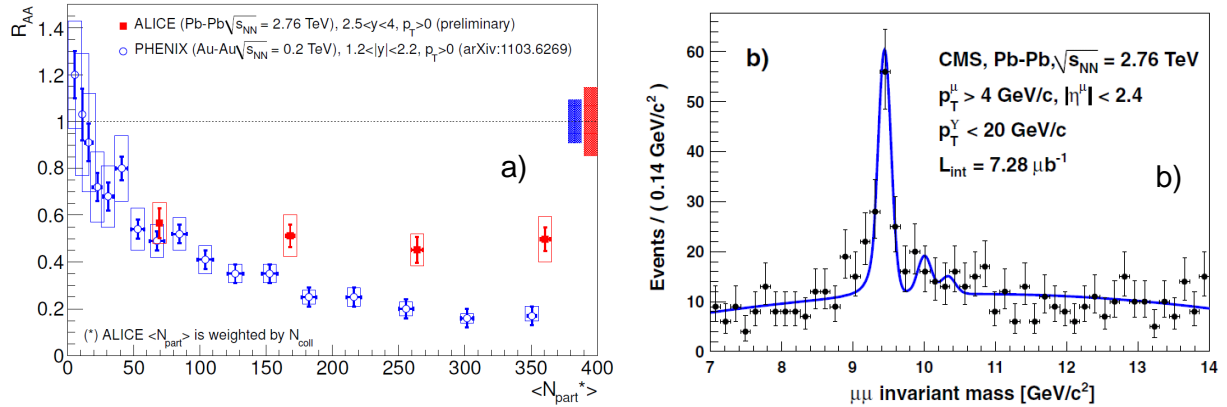 R_AA
1.4
1.2
1
0.8
0.6
0.4
0.2
0
ALICE (Pb-Pb √s_NN = 2.76 TeV), 2.5<y<4, p_T>0 (preliminary)
PHENIX (Au-Au √s_NN = 0.2 TeV), 1.2<|y|<2.2, p_T>0 (arXiv:1103.6269)
a)
(*) ALICE <N_part> is weighted by N_coll
0 50 100 150 200 250 300 350 400
<N_part*>
Events / ( 0.14 GeV/c² )
60
50
40
30
20
10
0
b)
CMS, Pb-Pb, √s_NN = 2.76 TeV
p_T^μ > 4 GeV/c, |η^μ| < 2.4
p_T^Υ < 20 GeV/c
L_int = 7.28 μb⁻¹
b)
7 8 9 10 11 12 13 14
μμ invariant mass [GeV/c²]